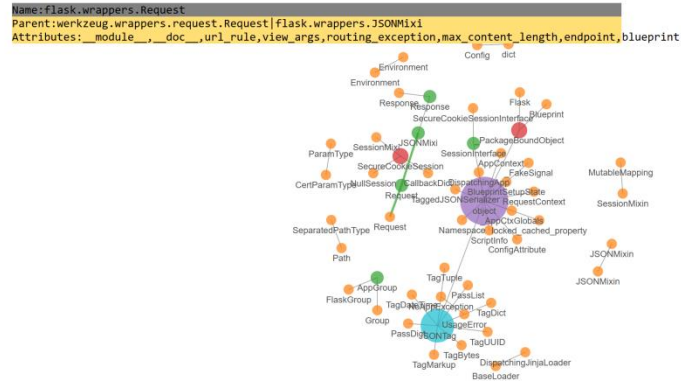 Name:flask.wrappers.Request
Parent:werkzeug.wrappers.request.Request|flask.wrappers.JSONMixi
Attributes:__module__,__doc__,url_rule,view_args,routing_exception,max_content_length,endpoint,blueprint
Config dict
Environment
Environment
Response
Response
Flask
Blueprint
SecureCookieSessionInterface
PackageBoundObject
JSONMixi
SessionMixi
SessionInterface
ParamType
AppContext
SecureCookieSession
FakeSignal
MutableMapping
CertParamType
NullSession
CallbackDict
DispatchingApp
BlueprintSetupState
Request
TaggedJSONSerializer
RequestContext
SessionMixin
object
AppCtxGlobals
SeparatedPathType
Request
Namespace
locked_cached_property
ScriptInfo
ConfigAttribute
Path
JSONMixin
JSONMixin
TagTuple
AppGroup
PassList
FlaskGroup
TagDateTime
NoAppException
TagDict
Group
UsageError
PassDict
JSONTag
TagUUID
TagMarkup
TagBytes
DispatchingJinjaLoader
BaseLoader